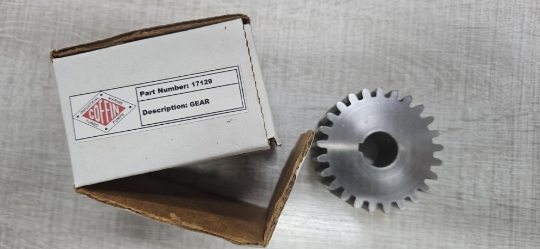 COFFIN
Part Number: 17129
Description: GEAR